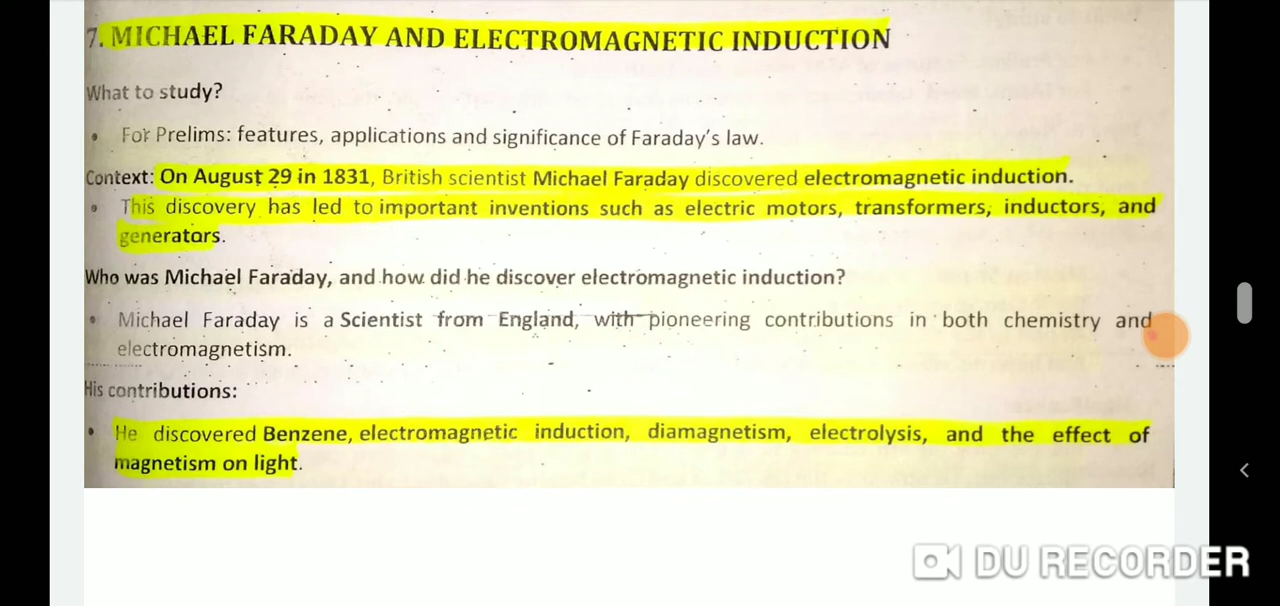 7. MICHAEL FARADAY AND ELECTROMAGNETIC INDUCTION
What to study?
• For Prelims: features, applications and significance of Faraday's law.
Context: On August 29 in 1831, British scientist Michael Faraday discovered electromagnetic induction.
• This discovery has led to important inventions such as electric motors, transformers, inductors, and
generators.
Who was Michael Faraday, and how did he discover electromagnetic induction?
• Michael Faraday is a Scientist from England, with pioneering contributions in both chemistry and
electromagnetism.
His contributions:
• He discovered Benzene, electromagnetic induction, diamagnetism, electrolysis, and the effect of
magnetism on light.
DU RECORDER